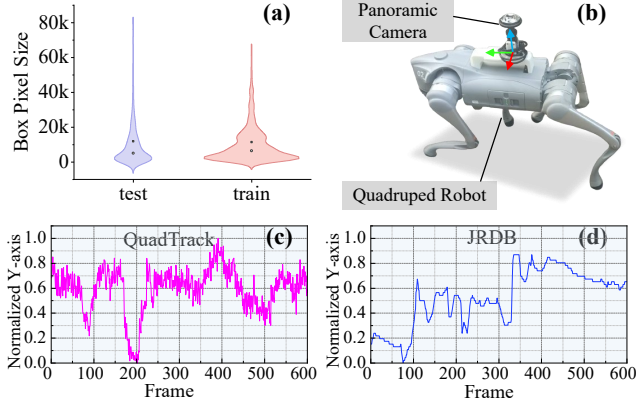 (a)
Box Pixel Size
80k
60k
40k
20k
0
test
train
(b)
Panoramic
Camera
Quadruped Robot
(c)
QuadTrack
Normalized Y-axis
1.0
0.8
0.6
0.4
0.2
0.0
0 100 200 300 400 500 600
Frame
(d)
JRDB
Normalized Y-axis
1.0
0.8
0.6
0.4
0.2
0.0
0 100 200 300 400 500 600
Frame